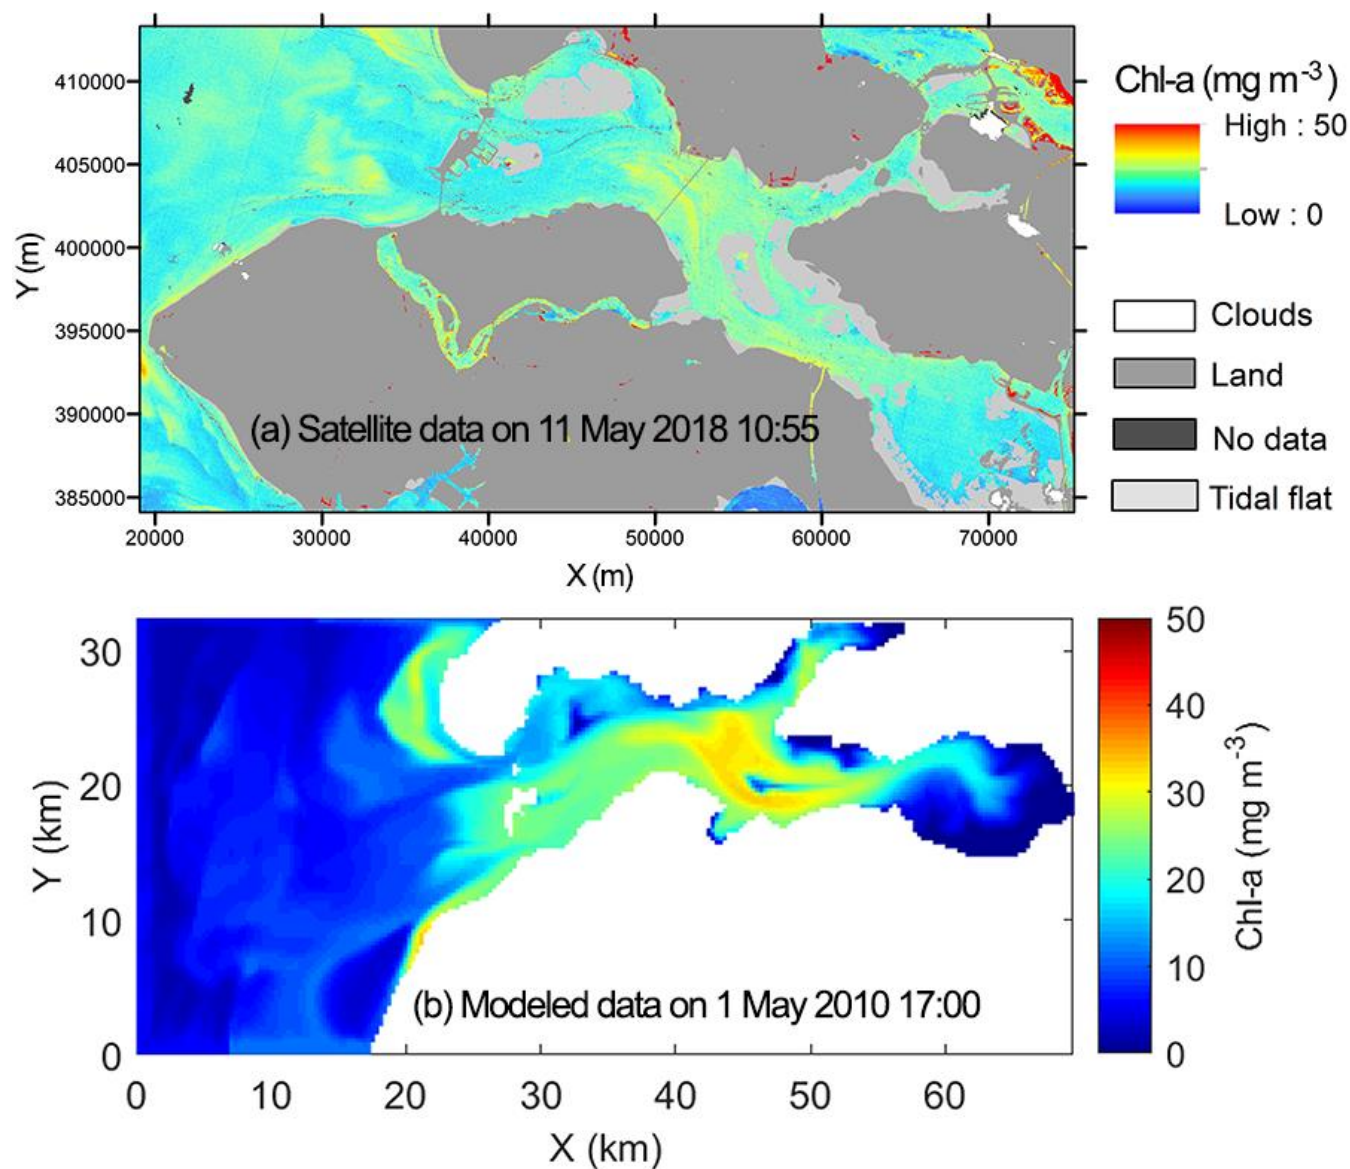 410000
405000
400000
395000
390000
385000
Y (m)
20000 30000 40000 50000 60000 70000
X (m)
(a) Satellite data on 11 May 2018 10:55
Chl-a (mg m⁻³)
High : 50
Low : 0
Clouds
Land
No data
Tidal flat
30
20
10
0
Y (km)
0 10 20 30 40 50 60
X (km)
(b) Modeled data on 1 May 2010 17:00
50
40
30
20
10
0
Chl-a (mg m⁻³)